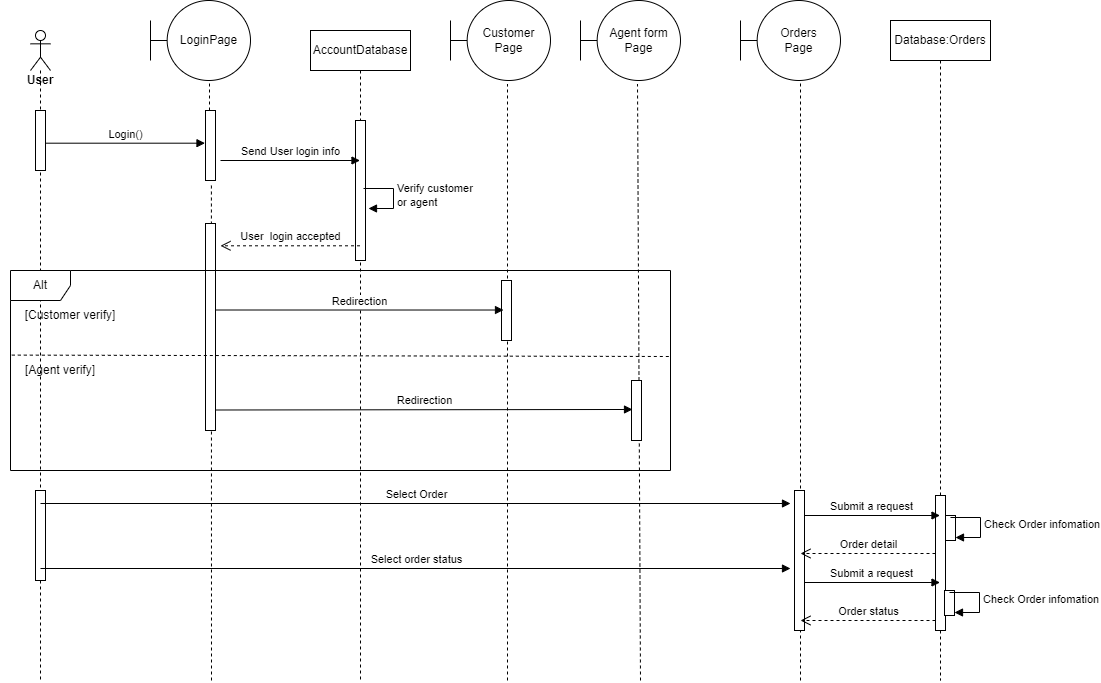 LoginPage
AccountDatabase
Customer
Page
Agent form
Page
Orders
Page
Database:Orders
User
Login()
Send User login info
Verify customer
or agent
User login accepted
Alt
[Customer verify]
Redirection
[Agent verify]
Redirection
Select Order
Submit a request
Check Order infomation
Order detail
Select order status
Submit a request
Check Order infomation
Order status